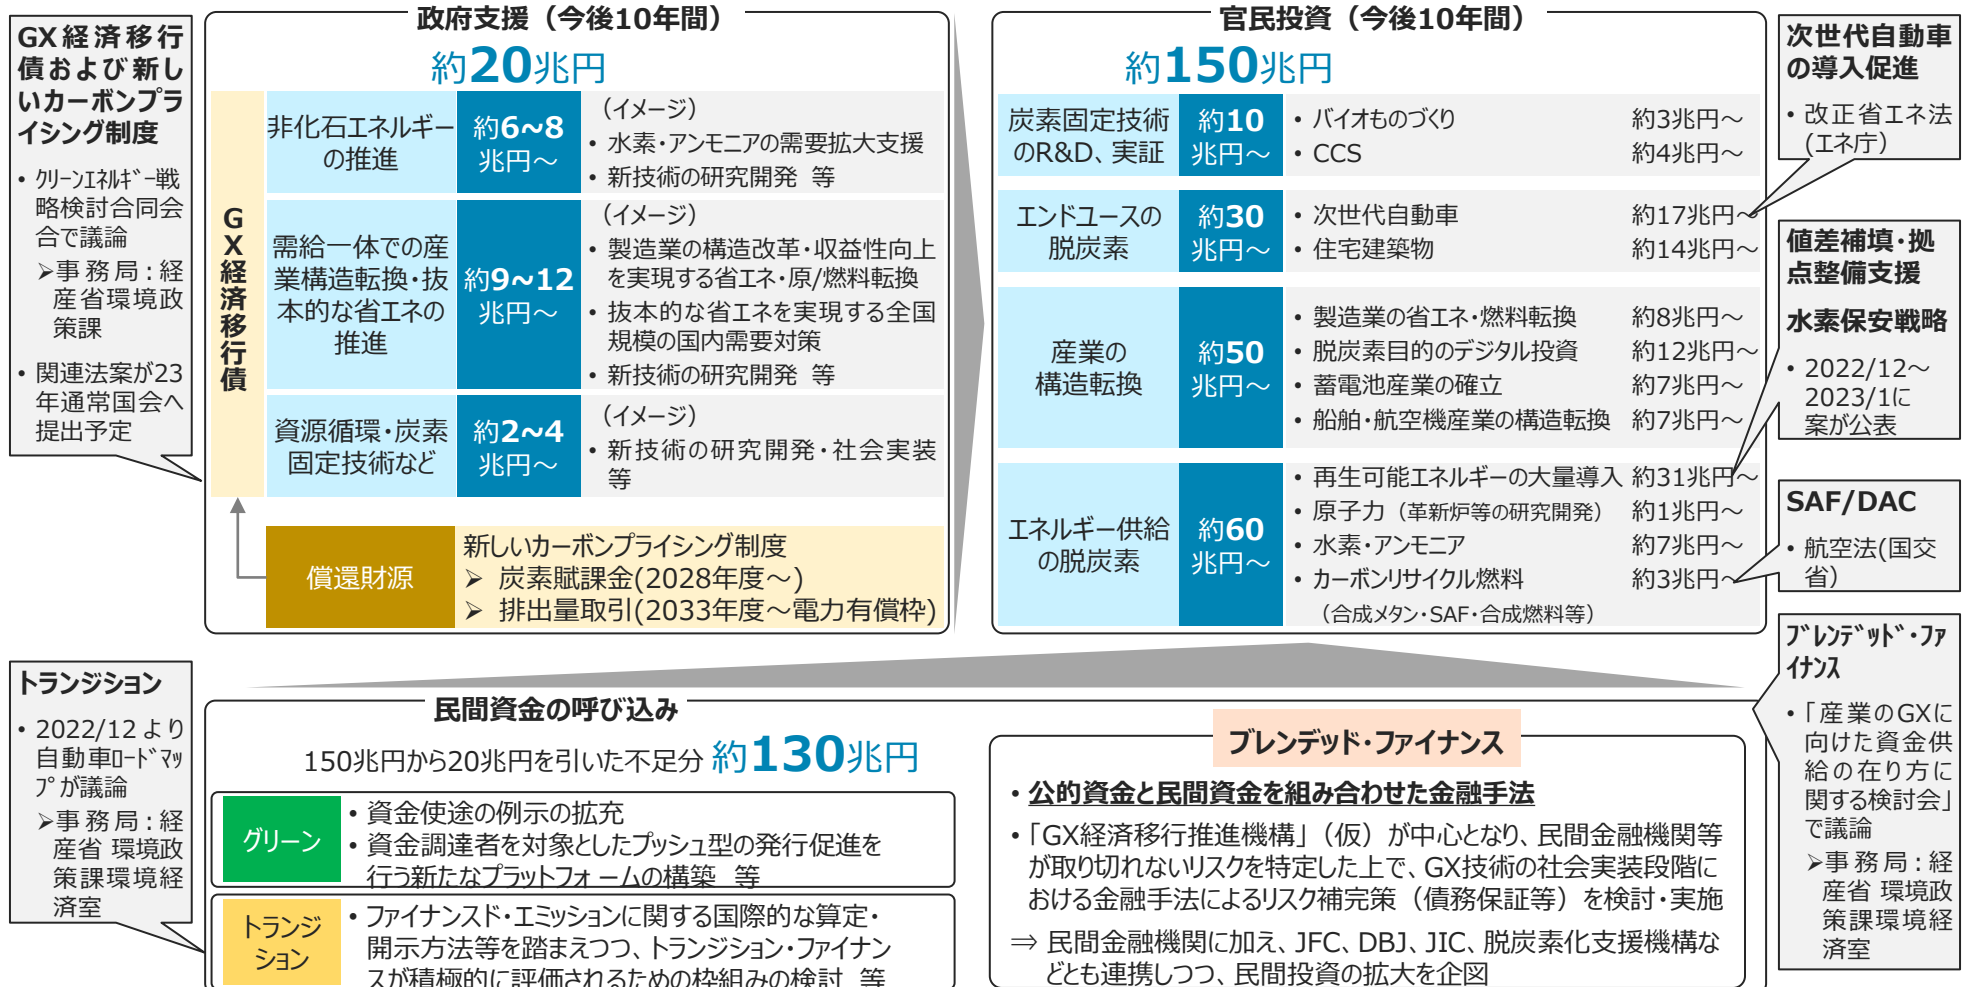 GX経済移行
債および新し
いカーボンプラ
イシング制度
• ｸﾘｰﾝｴﾈﾙｷﾞｰ戦
略検討合同会
合で議論
➢事務局：経
産省環境政
策課
• 関連法案が23
年通常国会へ
提出予定
政府支援（今後10年間）
約20兆円
GX経済移行債
非化石エネルギー
の推進
約6~8
兆円～
（イメージ）
• 水素・アンモニアの需要拡大支援
• 新技術の研究開発 等
需給一体での産
業構造転換・抜
本的な省エネの
推進
約9~12
兆円～
（イメージ）
• 製造業の構造改革・収益性向上
を実現する省エネ・原/燃料転換
• 抜本的な省エネを実現する全国
規模の国内需要対策
• 新技術の研究開発 等
資源循環・炭素
固定技術など
約2~4
兆円～
（イメージ）
• 新技術の研究開発・社会実装
等
償還財源
新しいカーボンプライシング制度
➢ 炭素賦課金(2028年度～)
➢ 排出量取引(2033年度～電力有償枠)
官民投資（今後10年間）
約150兆円
炭素固定技術
のR&D、実証
約10
兆円～
• バイオものづくり 約3兆円～
• CCS 約4兆円～
エンドユースの
脱炭素
約30
兆円～
• 次世代自動車 約17兆円～
• 住宅建築物 約14兆円～
産業の
構造転換
約50
兆円～
• 製造業の省エネ・燃料転換 約8兆円～
• 脱炭素目的のデジタル投資 約12兆円～
• 蓄電池産業の確立 約7兆円～
• 船舶・航空機産業の構造転換 約7兆円～
エネルギー供給
の脱炭素
約60
兆円～
• 再生可能エネルギーの大量導入 約31兆円～
• 原子力（革新炉等の研究開発） 約1兆円～
• 水素・アンモニア 約7兆円～
• カーボンリサイクル燃料 約3兆円～
（合成メタン・SAF・合成燃料等）
次世代自動車
の導入促進
• 改正省エネ法
(エネ庁）
値差補填・拠
点整備支援
水素保安戦略
• 2022/12～
2023/1に
案が公表
SAF/DAC
• 航空法(国交
省）
ﾌﾞﾚﾝﾃﾞｯﾄﾞ・ﾌｧ
ｲﾅﾝｽ
• 「産業のGXに
向けた資金供
給の在り方に
関する検討会」
で議論
➢事務局：経
産省 環境政
策課環境経
済室
トランジション
• 2022/12より
自動車ﾛｰﾄﾞﾏｯ
ﾌﾟが議論
➢事務局：経
産省 環境政
策課環境経
済室
民間資金の呼び込み
150兆円から20兆円を引いた不足分 約130兆円
グリーン
• 資金使途の例示の拡充
• 資金調達者を対象としたプッシュ型の発行促進を
行う新たなプラットフォームの構築 等
トランジ
ション
• ファイナンスド・エミッションに関する国際的な算定・
開示方法等を踏まえつつ、トランジション・ファイナン
スが積極的に評価されるための枠組みの検討 等
ブレンデッド・ファイナンス
• 公的資金と民間資金を組み合わせた金融手法
• 「GX経済移行推進機構」（仮）が中心となり、民間金融機関等
が取り切れないリスクを特定した上で、GX技術の社会実装段階に
おける金融手法によるリスク補完策（債務保証等）を検討・実施
⇒ 民間金融機関に加え、JFC、DBJ、JIC、脱炭素化支援機構な
どとも連携しつつ、民間投資の拡大を企図